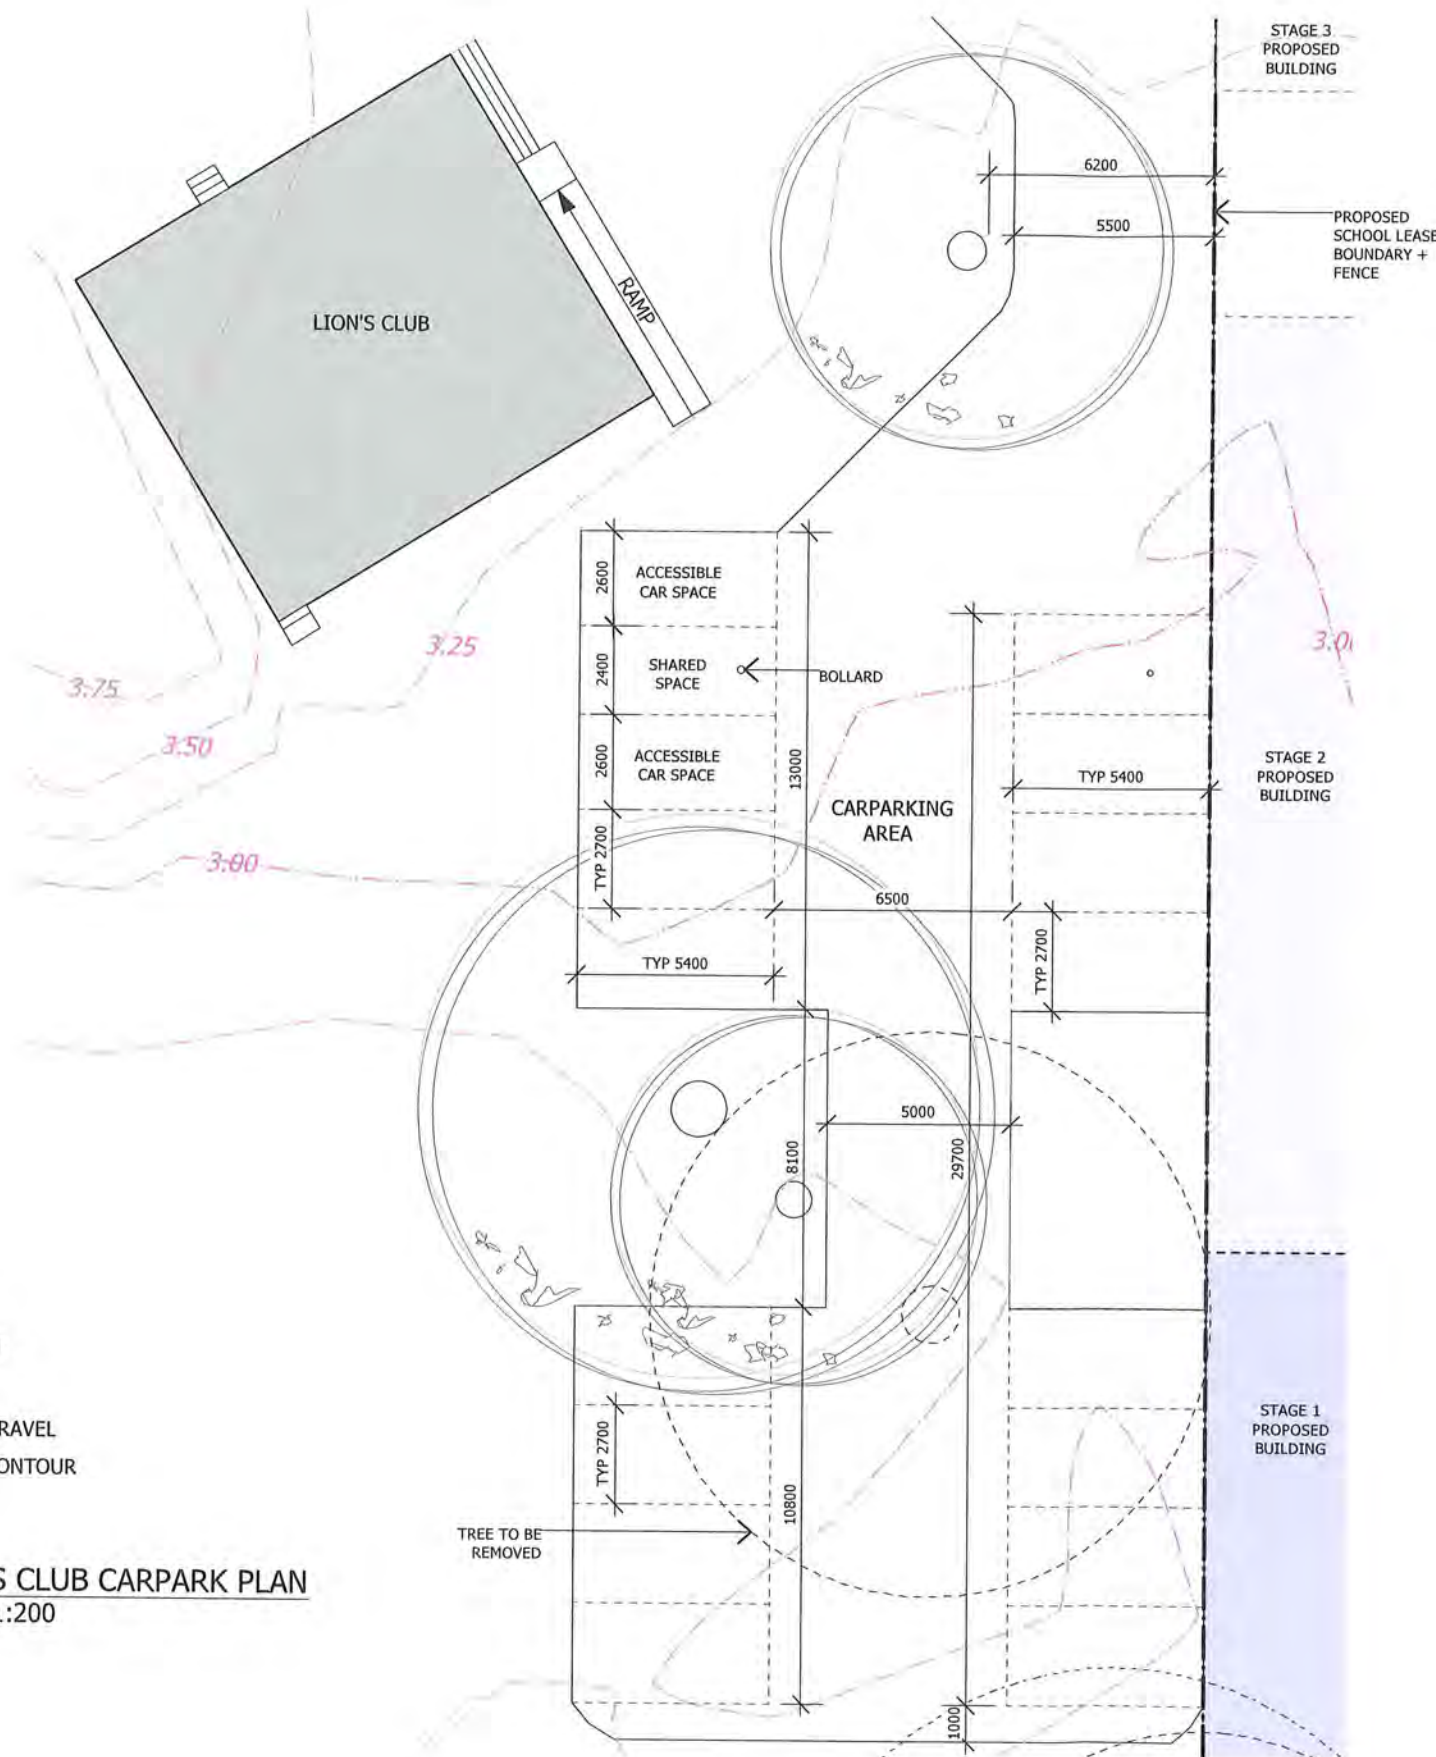 STAGE 3
PROPOSED
BUILDING
6200
5500
PROPOSED
SCHOOL LEASE
BOUNDARY +
FENCE
RAMP
LION'S CLUB
2600
ACCESSIBLE
CAR SPACE
2400
SHARED
SPACE
BOLLARD
2600
ACCESSIBLE
CAR SPACE
13000
3.25
3.75
3.50
3.00
3.0
STAGE 2
PROPOSED
BUILDING
TYP 5400
CARPARKING
AREA
TYP 2700
6500
TYP 2700
TYP 5400
5000
8100
29700
STAGE 1
PROPOSED
BUILDING
RAVEL
ONTOUR
TYP 2700
10800
TREE TO BE
REMOVED
S CLUB CARPARK PLAN
1:200
1000